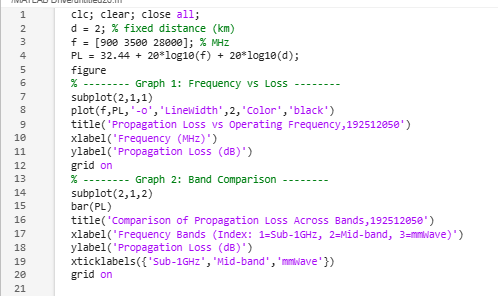 /MATLAB Drive/untitled20.m
1 clc; clear; close all;
2 d = 2; % fixed distance (km)
3 f = [900 3500 28000]; % MHz
4 PL = 32.44 + 20*log10(f) + 20*log10(d);
5 figure
6 % -------- Graph 1: Frequency vs Loss --------
7 subplot(2,1,1)
8 plot(f,PL,'-o','LineWidth',2,'Color','black')
9 title('Propagation Loss vs Operating Frequency,192512050')
10 xlabel('Frequency (MHz)')
11 ylabel('Propagation Loss (dB)')
12 grid on
13 % -------- Graph 2: Band Comparison --------
14 subplot(2,1,2)
15 bar(PL)
16 title('Comparison of Propagation Loss Across Bands,192512050')
17 xlabel('Frequency Bands (Index: 1=Sub-1GHz, 2=Mid-band, 3=mmWave)')
18 ylabel('Propagation Loss (dB)')
19 xticklabels({'Sub-1GHz','Mid-band','mmWave'})
20 grid on
21